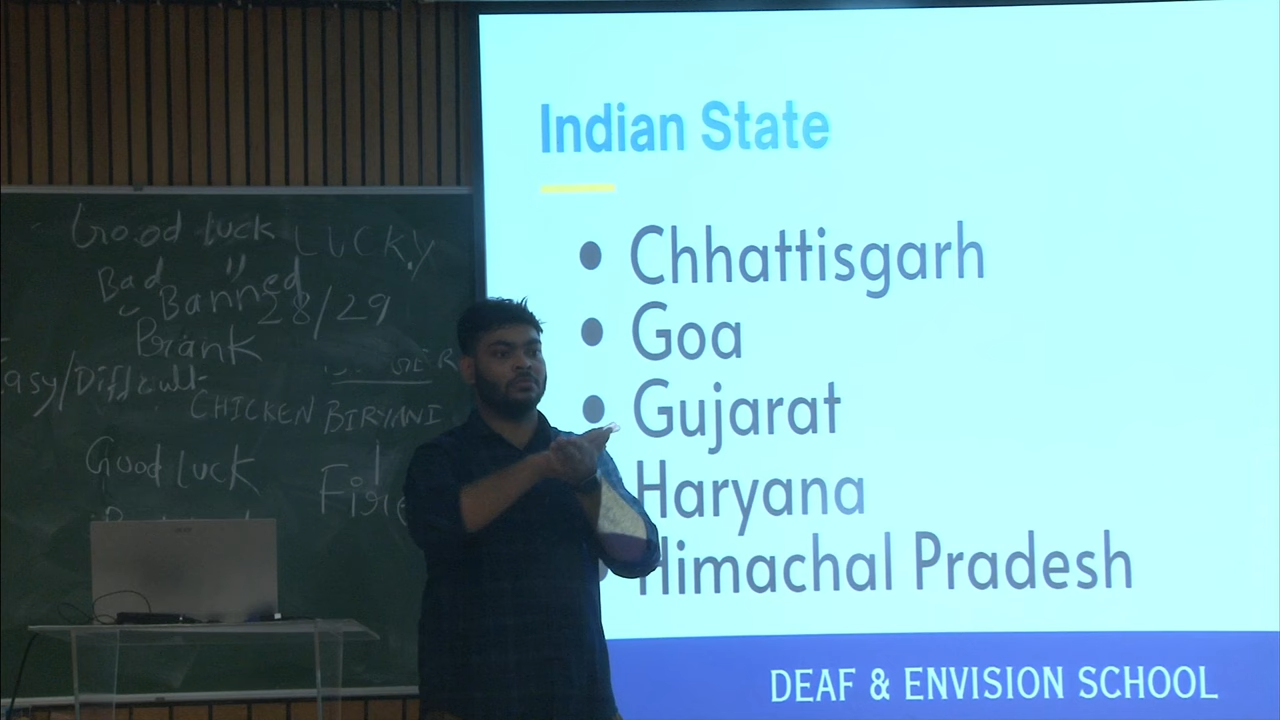 Good luck LUCKY
Bad "
Banned
28/29
Prank
Easy/Difficult
CHICKEN BIRYANI
Good luck
Fire
Indian State
• Chhattisgarh
• Goa
• Gujarat
Haryana
Himachal Pradesh
DEAF & ENVISION SCHOOL